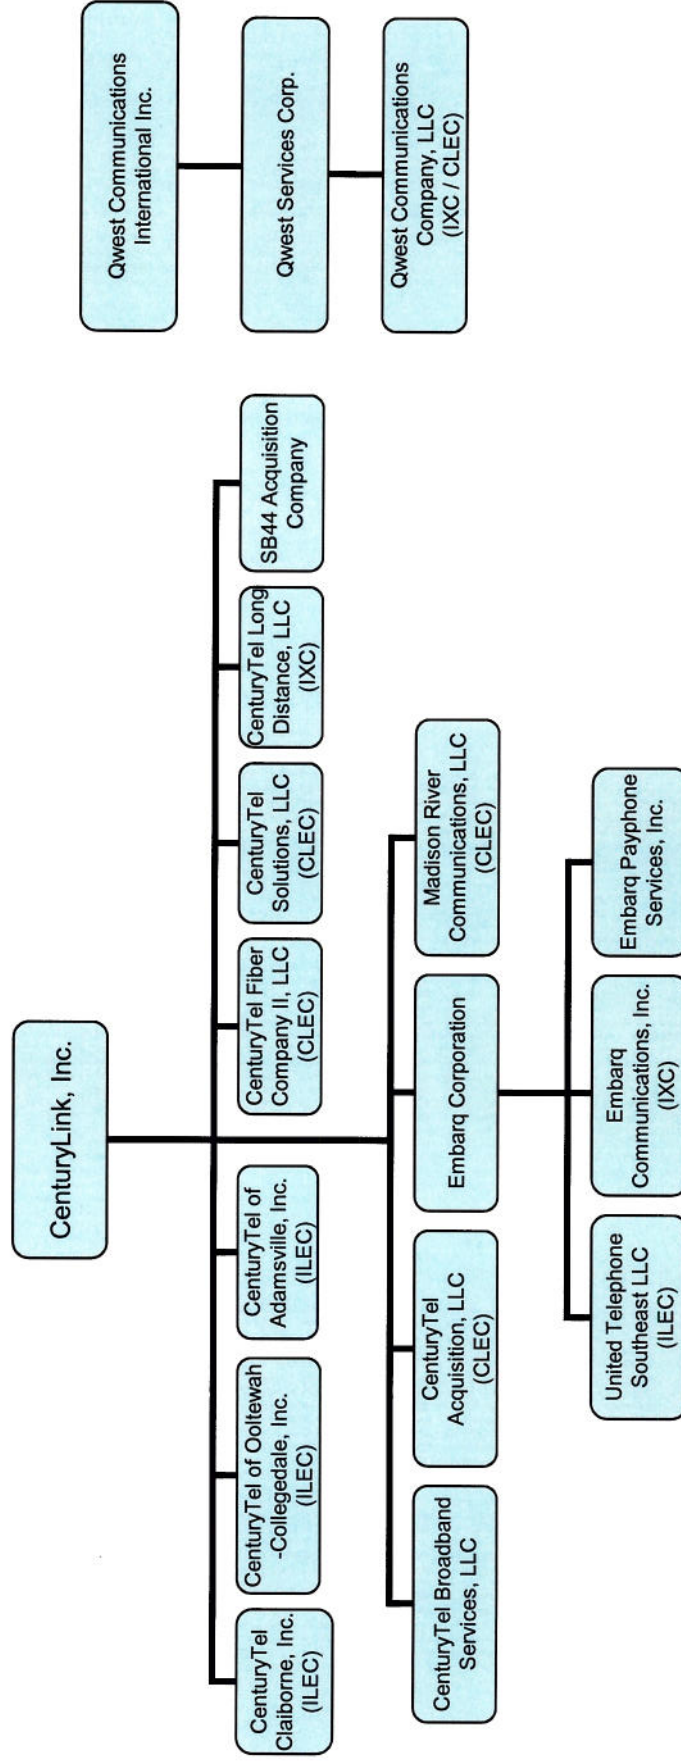 CenturyLink, Inc.
CenturyTel
Claiborne, Inc.
(ILEC)
CenturyTel of Ooltewah
-Collegedale, Inc.
(ILEC)
CenturyTel of
Adamsville, Inc.
(ILEC)
CenturyTel Fiber
Company II, LLC
(CLEC)
CenturyTel
Solutions, LLC
(CLEC)
CenturyTel Long
Distance, LLC
(IXC)
SB44 Acquisition
Company
CenturyTel Broadband
Services, LLC
CenturyTel
Acquisition, LLC
(CLEC)
Embarq Corporation
Madison River
Communications, LLC
(CLEC)
United Telephone
Southeast LLC
(ILEC)
Embarq
Communications, Inc.
(IXC)
Embarq Payphone
Services, Inc.
Qwest Communications
International Inc.
Qwest Services Corp.
Qwest Communications
Company, LLC
(IXC / CLEC)